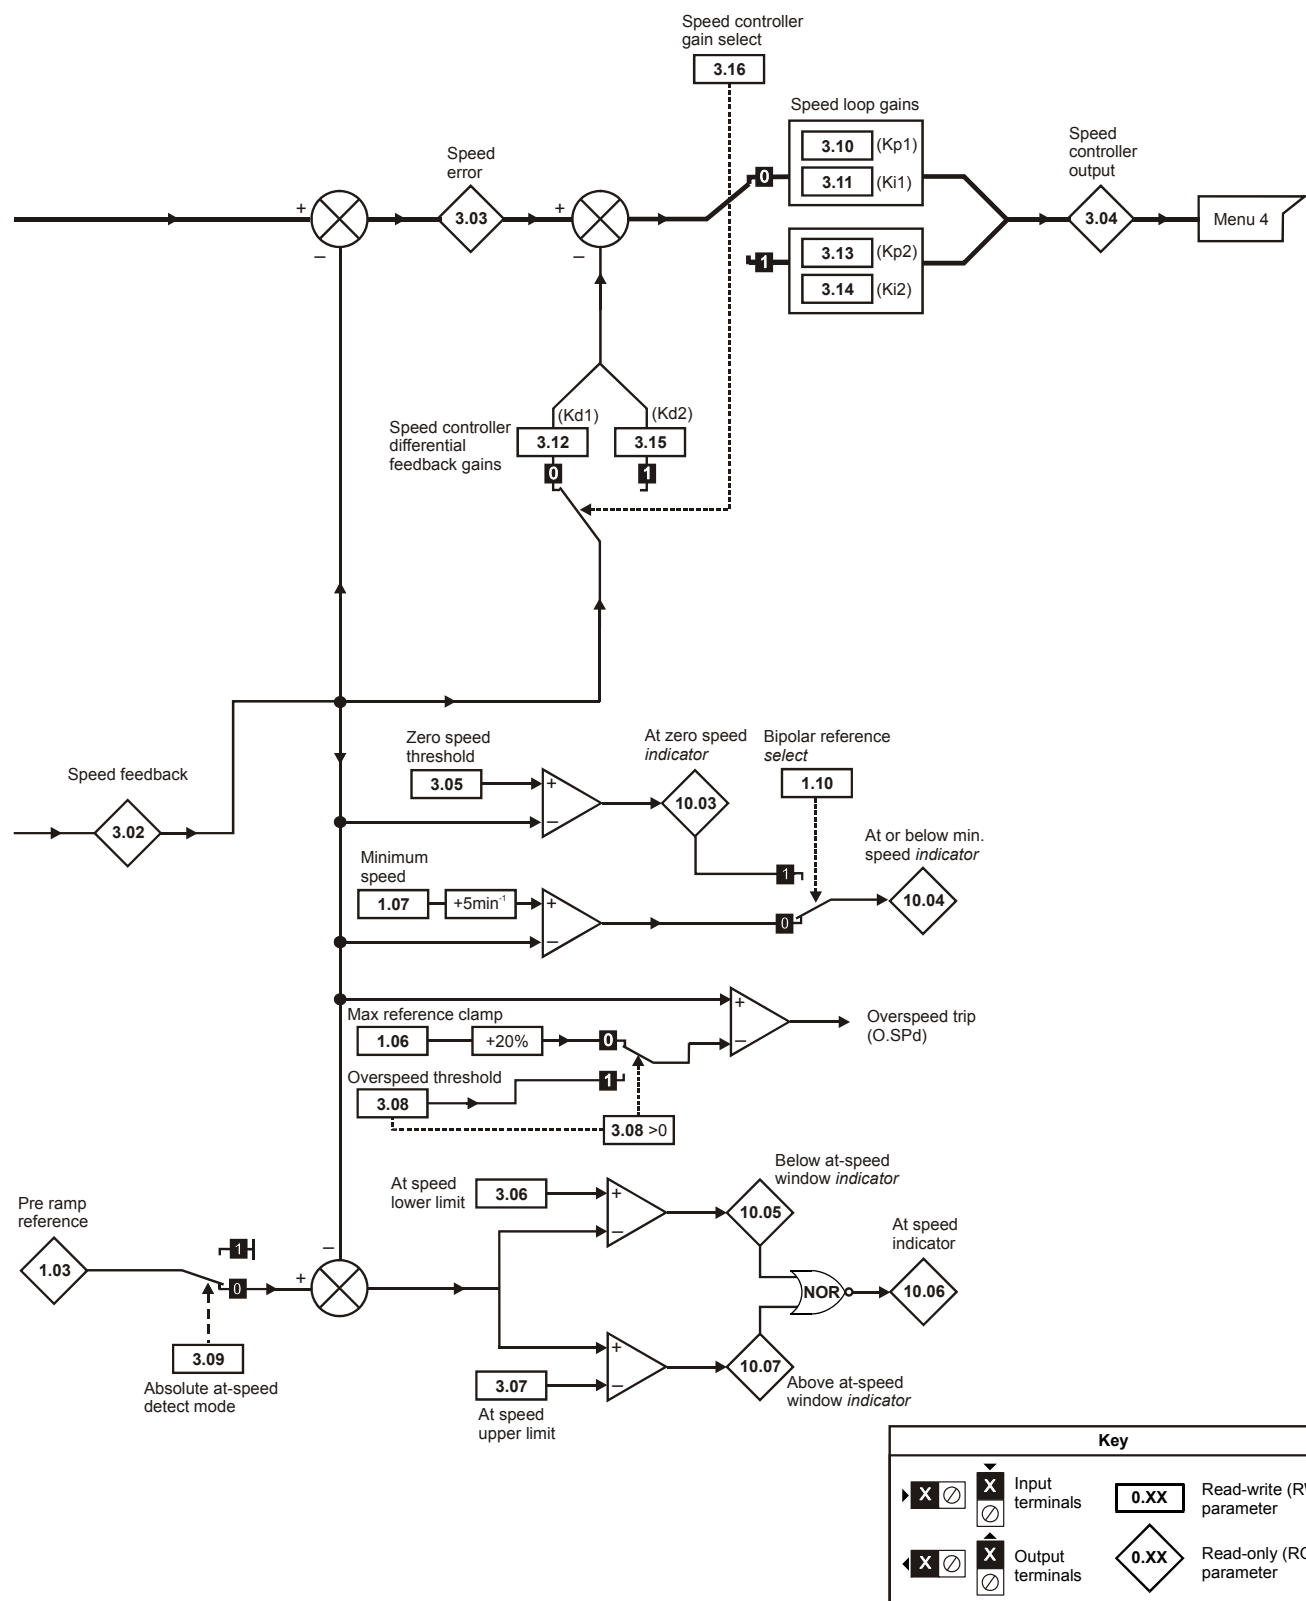 Speed controller
gain select
3.16
Speed loop gains
3.10 (Kp1)
3.11 (Ki1)
0
Speed
error
3.03
+
–
+
–
Speed
controller
output
3.04
Menu 4
1
3.13 (Kp2)
3.14 (Ki2)
(Kd1)
(Kd2)
Speed controller
differential
feedback gains
3.12
3.15
0
1
Speed feedback
3.02
Zero speed
threshold
3.05
+
–
At zero speed
indicator
10.03
Bipolar reference
select
1.10
1
At or below min.
speed indicator
10.04
Minimum
speed
1.07
+5min-1
+
–
0
Max reference clamp
1.06
+20%
0
+
–
Overspeed trip
(O.SPd)
Overspeed threshold
3.08
1
3.08 >0
At speed
lower limit
3.06
+
–
Below at-speed
window indicator
10.05
Pre ramp
reference
1.03
1
0
–
+
3.09
Absolute at-speed
detect mode
NOR
At speed
indicator
10.06
+
–
10.07
Above at-speed
window indicator
3.07
At speed
upper limit
Key
X
X
Input
terminals
0.XX
Read-write (R
parameter
X
X
Output
terminals
0.XX
Read-only (RO
parameter